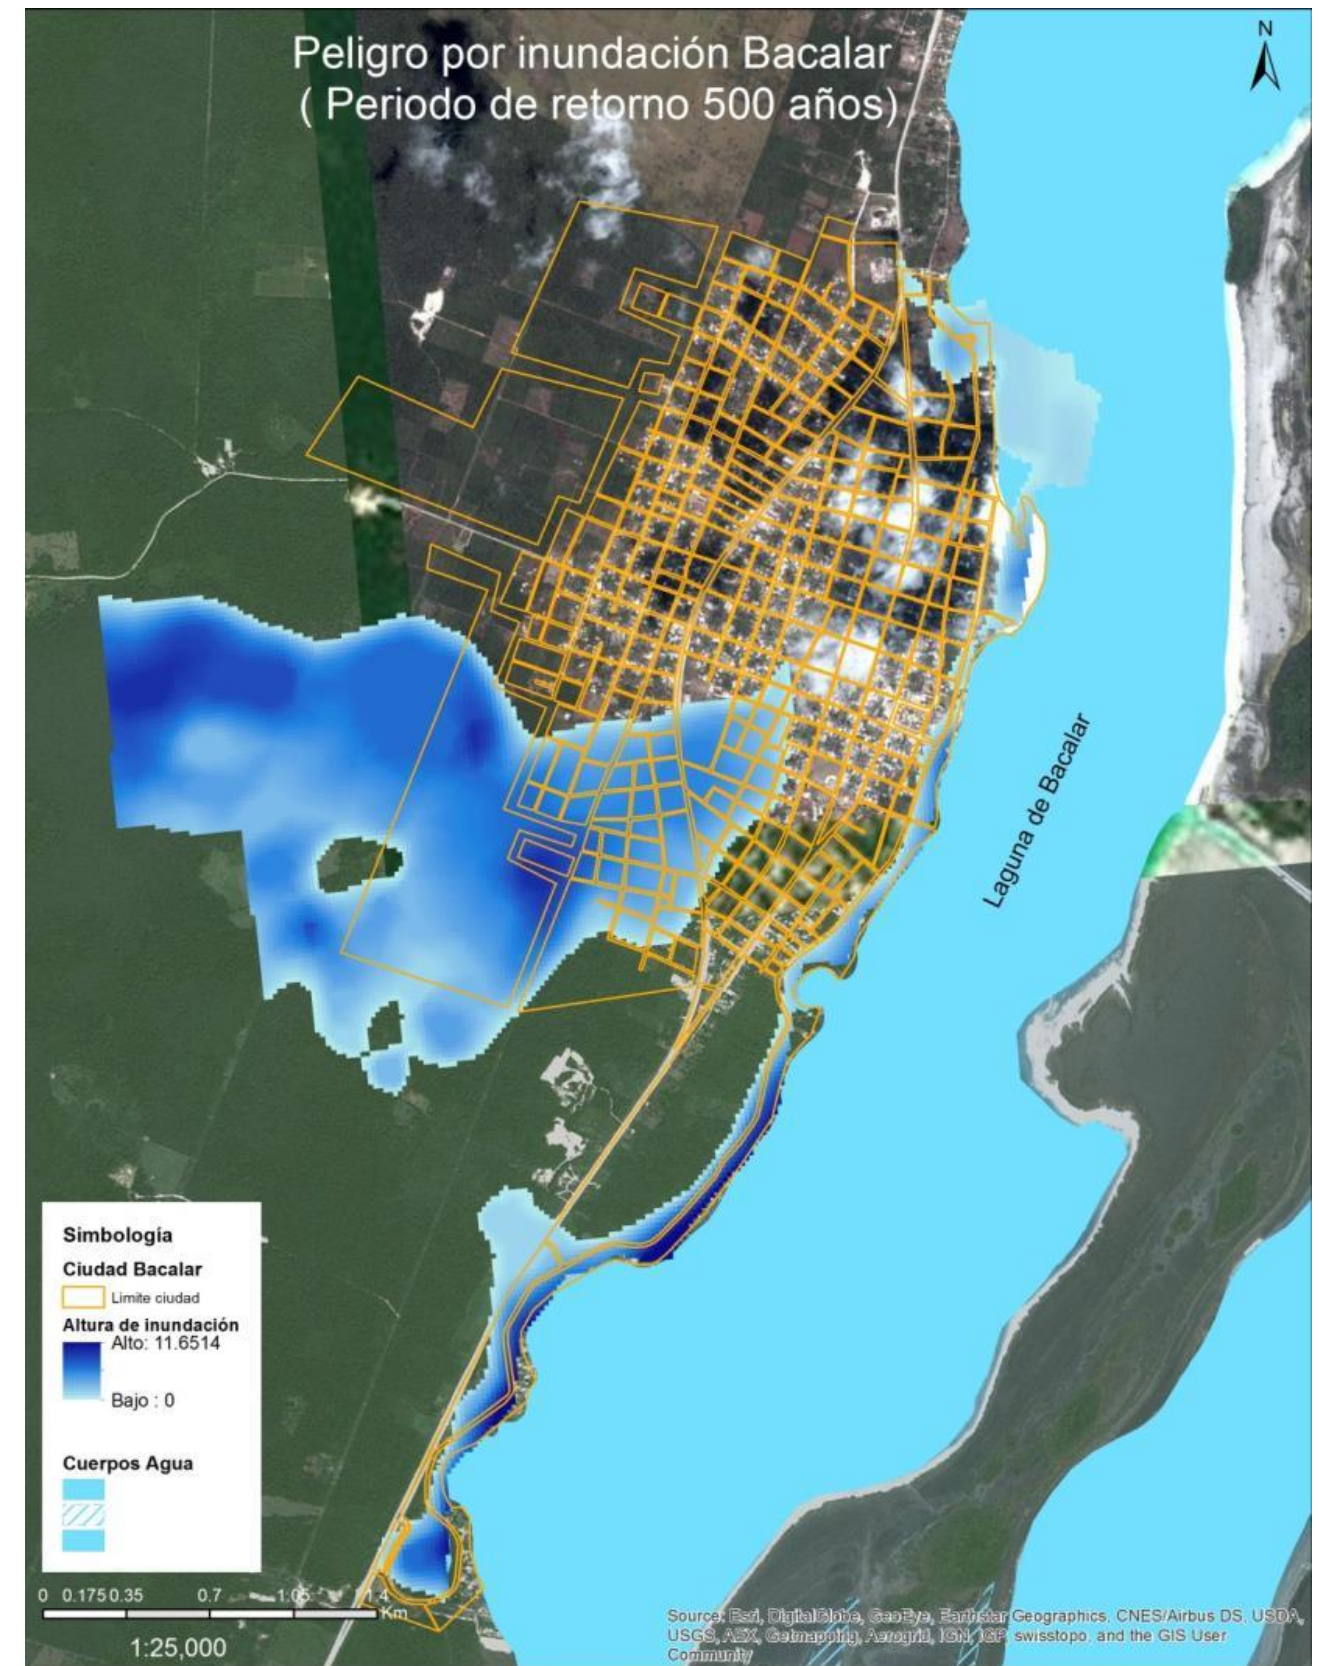 Peligro por inundación Bacalar
( Periodo de retorno 500 años)
N
Laguna de Bacalar
Simbología
Ciudad Bacalar
Limite ciudad
Altura de inundación
Alto: 11.6514
Bajo : 0
Cuerpos Agua
0 0.175 0.35 0.7 1.05 1.4
Km
1:25,000
Source: Esri, DigitalGlobe, GeoEye, Earthstar Geographics, CNES/Airbus DS, USDA,
USGS, AEX, Getmapping, Aerogrid, IGN, IGP, swisstopo, and the GIS User
Community